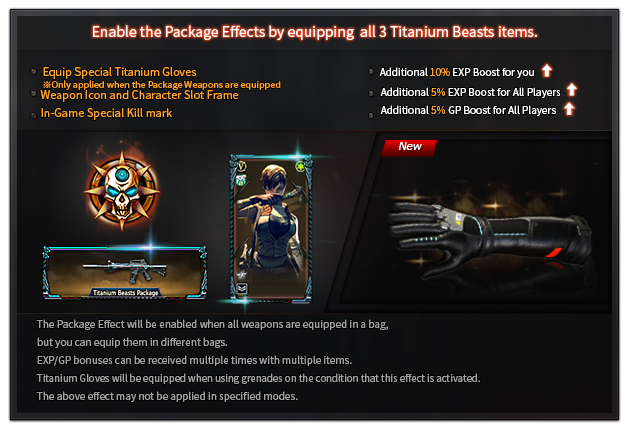 Enable the Package Effects by equipping all 3 Titanium Beasts items.
Equip Special Titanium Gloves
※Only applied when the Package Weapons are equipped
Weapon Icon and Character Slot Frame
In-Game Special Kill mark
Additional 10% EXP Boost for you
Additional 5% EXP Boost for All Players
Additional 5% GP Boost for All Players
New
Titanium Beasts Package
The Package Effect will be enabled when all weapons are equipped in a bag,
but you can equip them in different bags.
EXP/GP bonuses can be received multiple times with multiple items.
Titanium Gloves will be equipped when using grenades on the condition that this effect is activated.
The above effect may not be applied in specified modes.